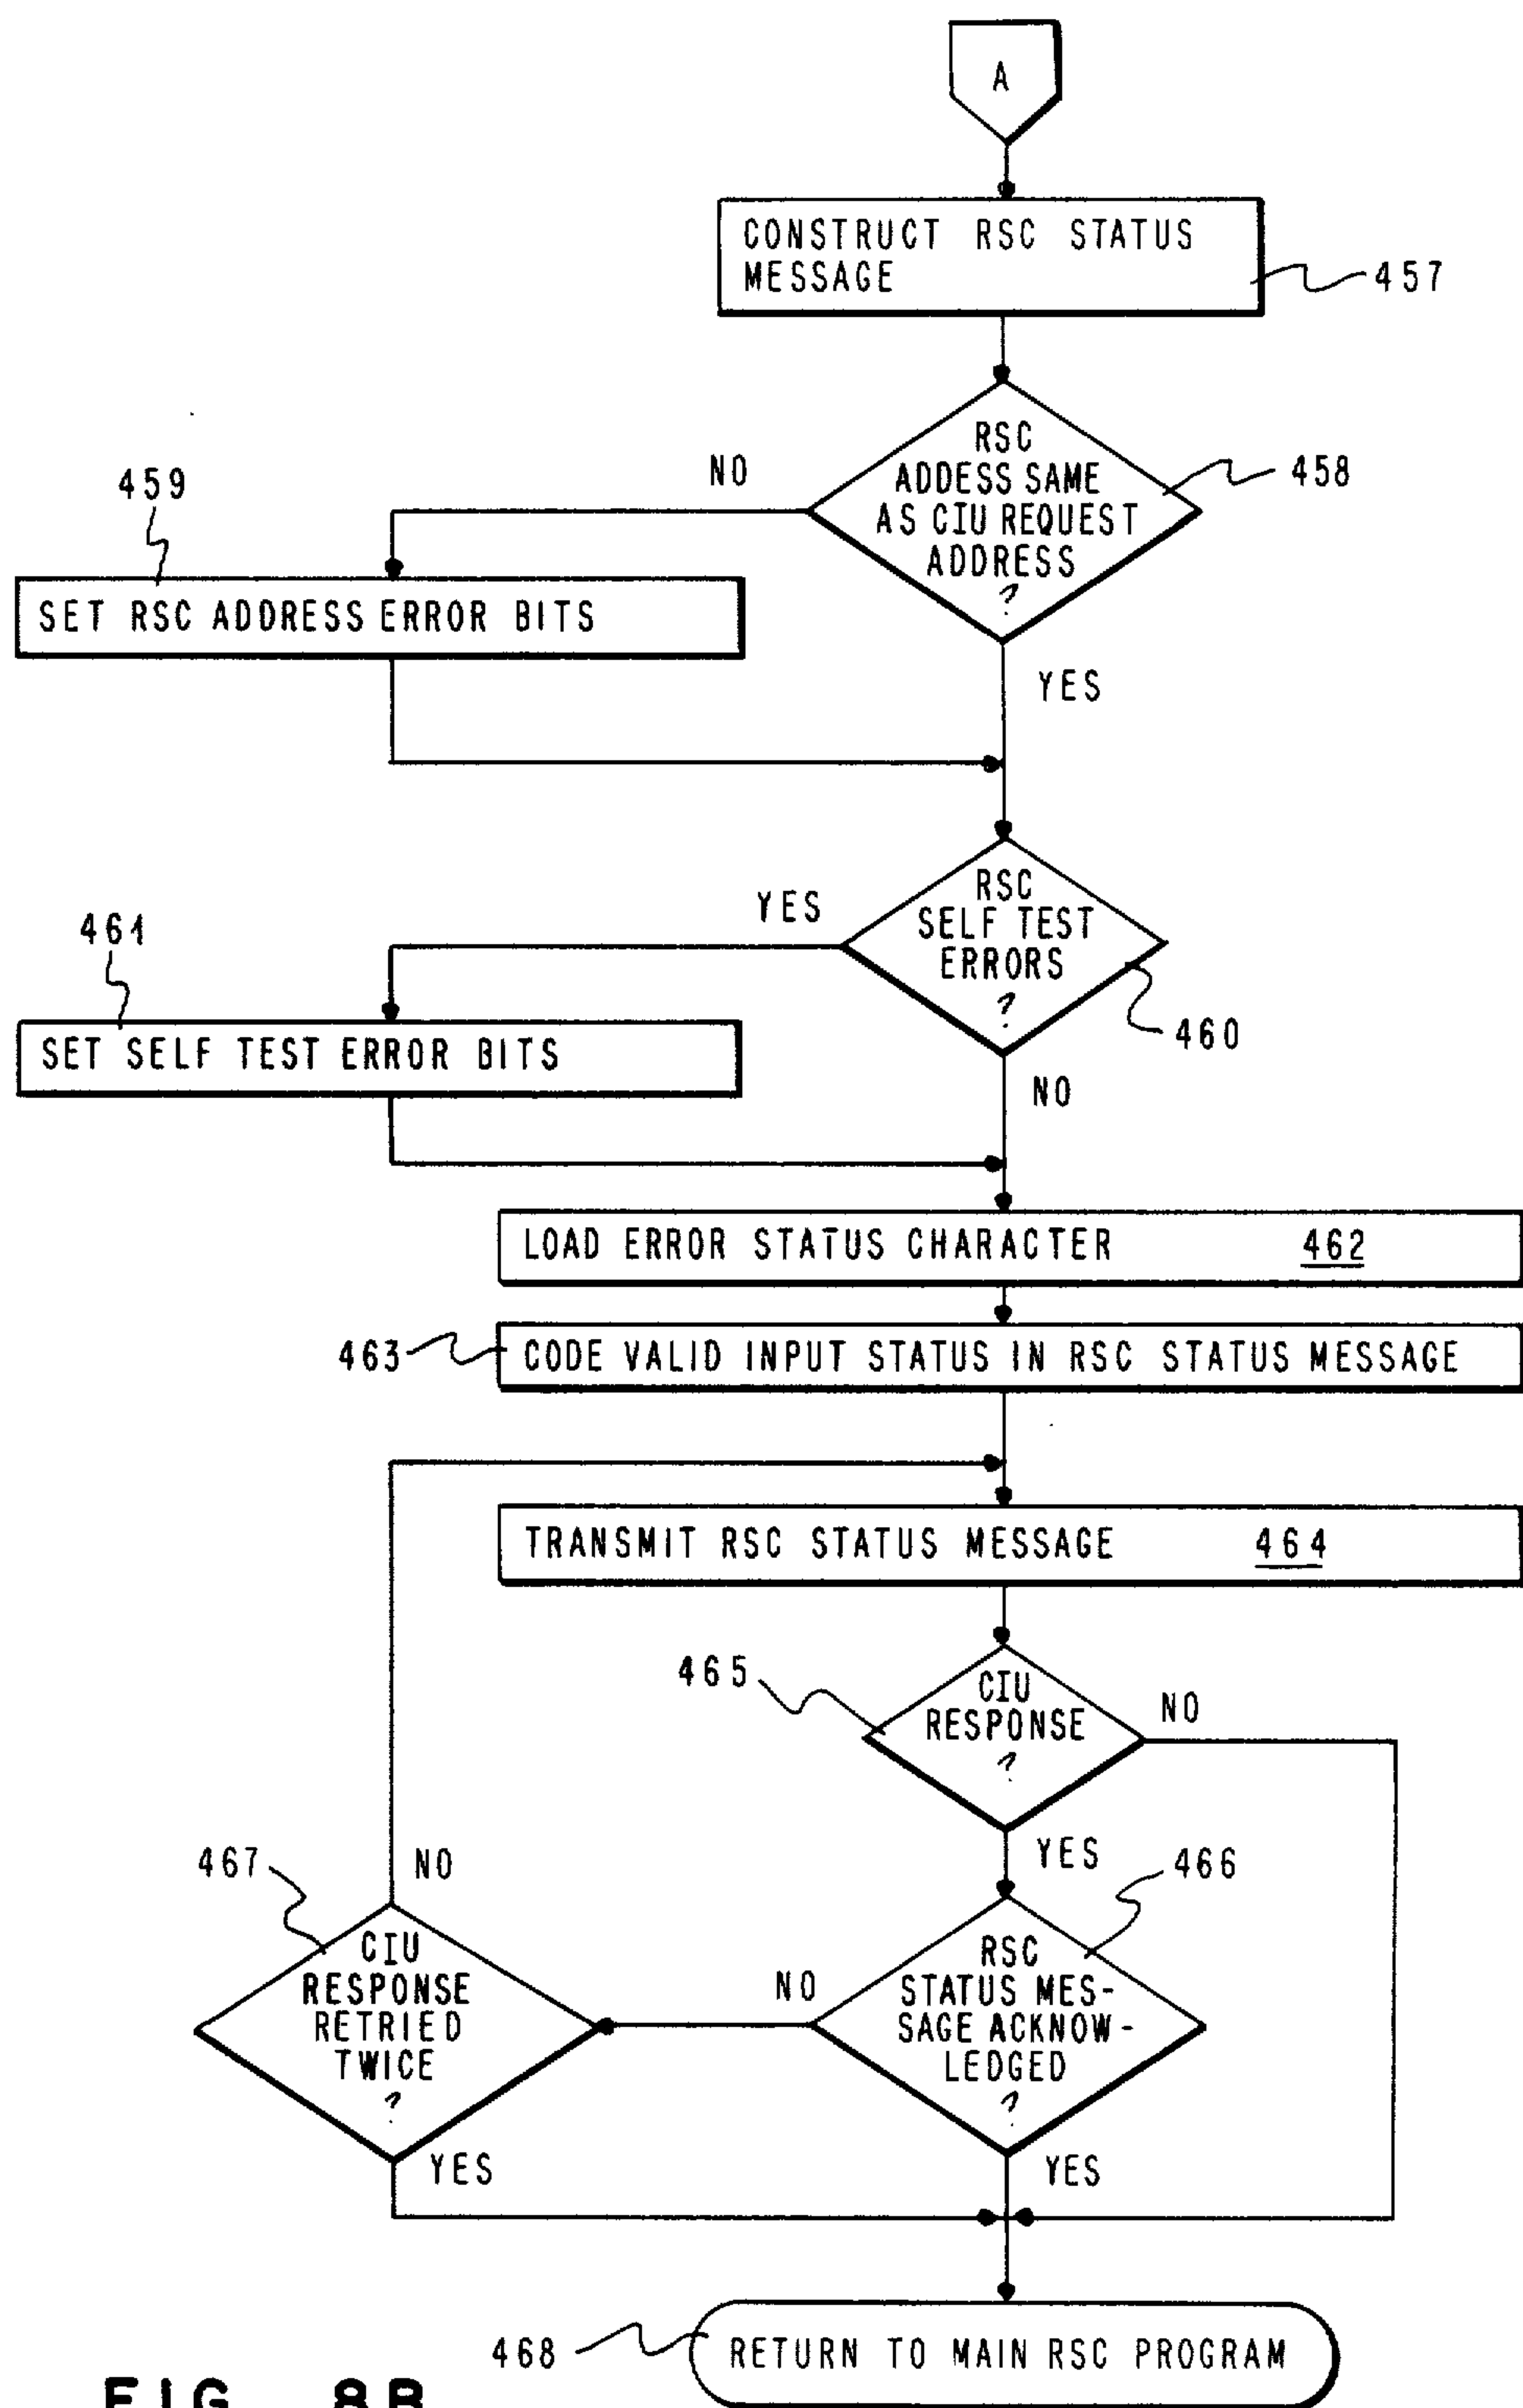 A
CONSTRUCT RSC STATUS
MESSAGE
457
RSC
ADDESS SAME
AS CIU REQUEST
ADDRESS
?
458
NO
459
SET RSC ADDRESS ERROR BITS
YES
RSC
SELF TEST
ERRORS
?
YES
460
461
SET SELF TEST ERROR BITS
NO
LOAD ERROR STATUS CHARACTER 462
463
CODE VALID INPUT STATUS IN RSC STATUS MESSAGE
TRANSMIT RSC STATUS MESSAGE 464
465
CIU
RESPONSE
?
NO
YES
466
467
NO
CIU
RESPONSE
RETRIED
TWICE
?
NO
RSC
STATUS MES-
SAGE ACKNOW-
LEDGED
?
YES
YES
468
RETURN TO MAIN RSC PROGRAM
FIG. 8B